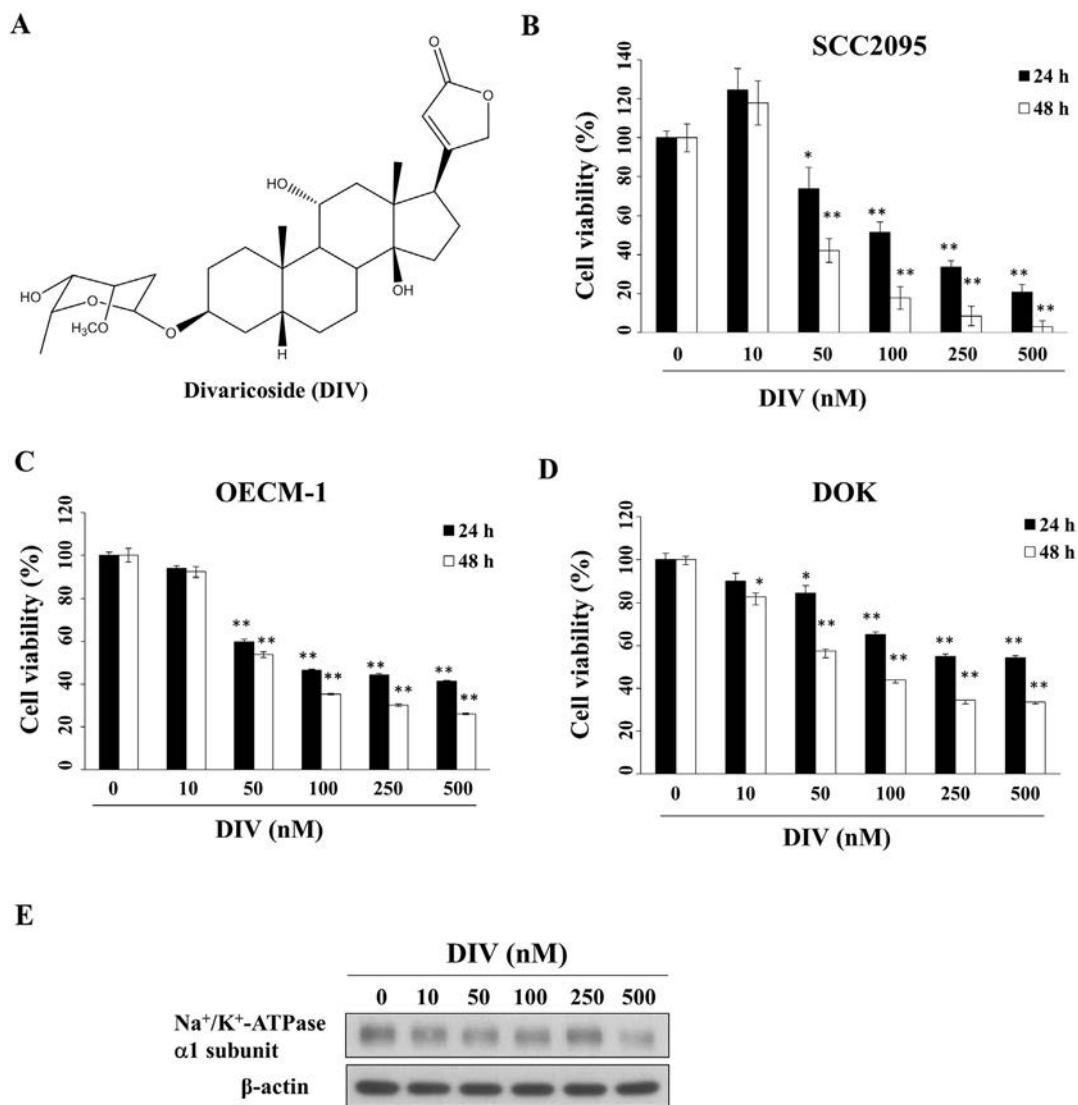 A
O
O
HO
HO
O
H₃CO
O
OH
H
Divaricoside (DIV)
B
SCC2095
24 h
48 h
Cell viability (%)
140
120
100
80
60
40
20
0
*
**
**
**
**
**
**
**
0 10 50 100 250 500
DIV (nM)
C
OECM-1
24 h
48 h
Cell viability (%)
120
100
80
60
40
20
0
**
**
**
**
**
**
**
**
0 10 50 100 250 500
DIV (nM)
D
DOK
24 h
48 h
Cell viability (%)
120
100
80
60
40
20
0
*
*
**
**
**
**
**
**
**
0 10 50 100 250 500
DIV (nM)
E
DIV (nM)
0 10 50 100 250 500
Na⁺/K⁺-ATPase
α1 subunit
β-actin